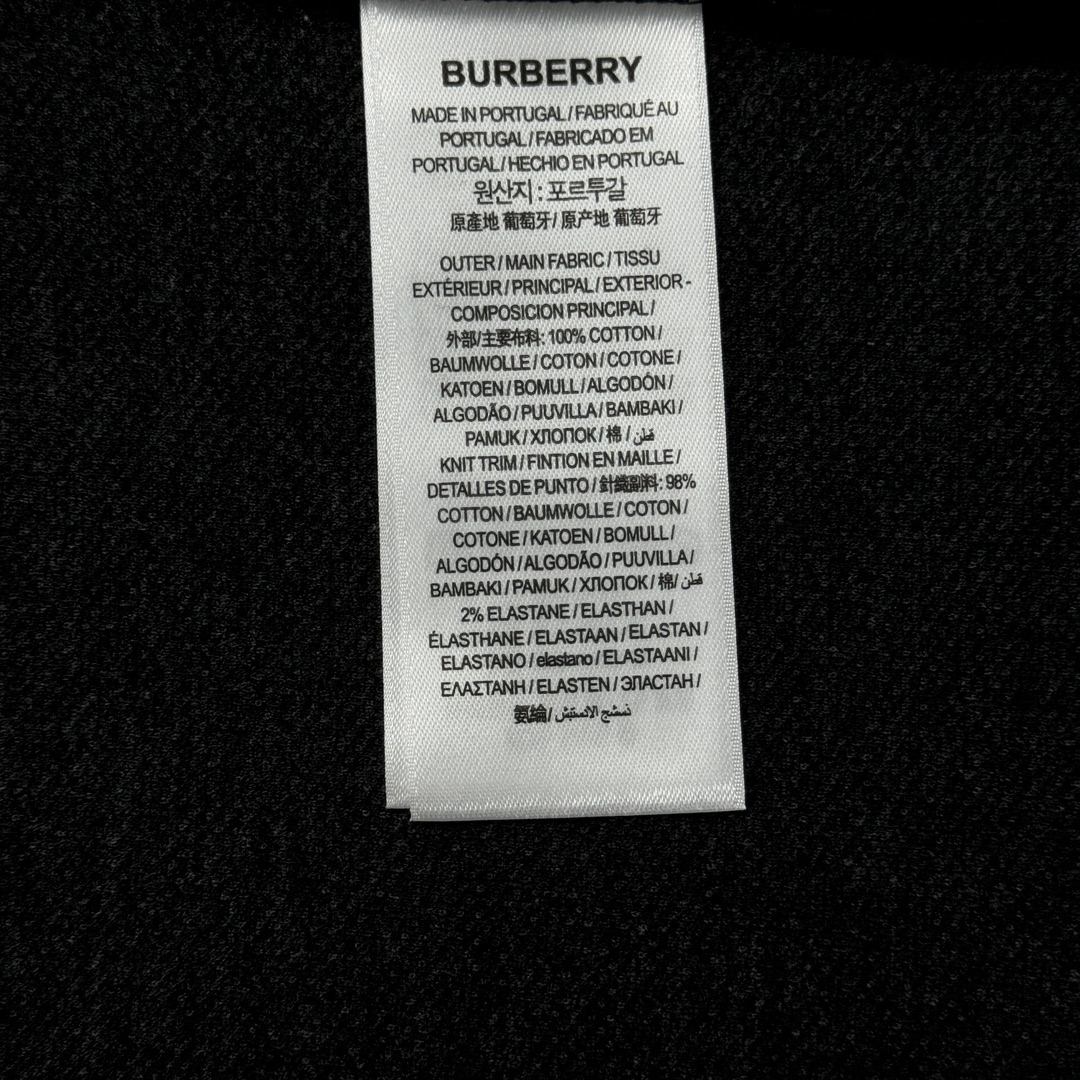 BURBERRY
MADE IN PORTUGAL / FABRIQUÉ AU
PORTUGAL / FABRICADO EM
PORTUGAL / HECHIO EN PORTUGAL
원산지 : 포르투갈
原產地 葡萄牙/ 原产地 葡萄牙
OUTER / MAIN FABRIC / TISSU
EXTÉRIEUR / PRINCIPAL / EXTERIOR -
COMPOSICION PRINCIPAL /
外部/主要布料: 100% COTTON /
BAUMWOLLE / COTON / COTONE /
KATOEN / BOMULL / ALGODÓN /
ALGODÃO / PUUVILLA / BAMBAKI /
PAMUK / ХЛОПОК / 棉 / قطن
KNIT TRIM / FINTION EN MAILLE /
DETALLES DE PUNTO / 針織副料: 98%
COTTON / BAUMWOLLE / COTON /
COTONE / KATOEN / BOMULL /
ALGODÓN / ALGODÃO / PUUVILLA /
BAMBAKI / PAMUK / ХЛОПОК / 棉/ قطن
2% ELASTANE / ELASTHAN /
ÉLASTHANE / ELASTAAN / ELASTAN /
ELASTANO / elastano / ELASTAANI /
ΕΛΑΣΤΑΝΗ / ELASTEN / ЭЛАСТАН /
氨纶/